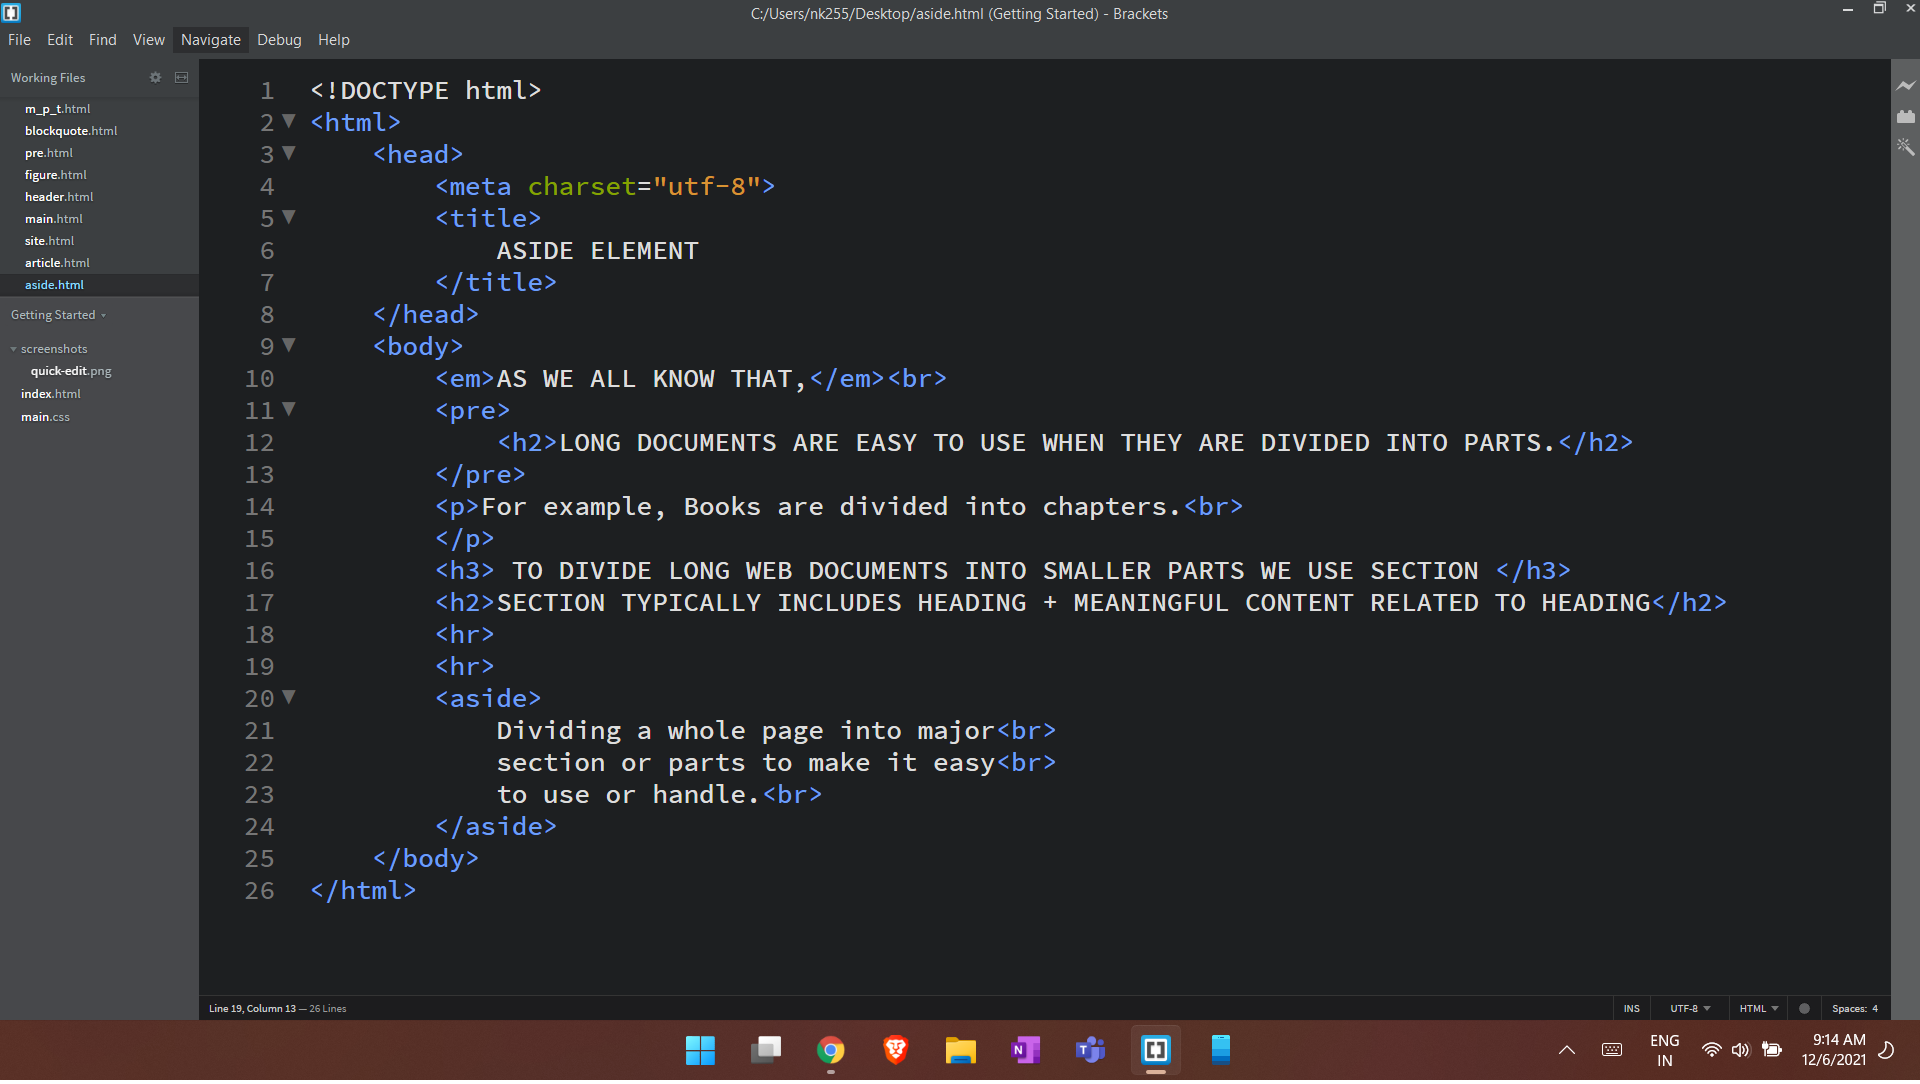 C:/Users/nk255/Desktop/aside.html (Getting Started) - Brackets
File Edit Find View Navigate Debug Help
Working Files
m_p_t.html
blockquote.html
pre.html
figure.html
header.html
main.html
site.html
article.html
aside.html
Getting Started
screenshots
quick-edit.png
index.html
main.css
1 <!DOCTYPE html>
2 <html>
3 <head>
4 <meta charset="utf-8">
5 <title>
6 ASIDE ELEMENT
7 </title>
8 </head>
9 <body>
10 <em>AS WE ALL KNOW THAT,</em><br>
11 <pre>
12 <h2>LONG DOCUMENTS ARE EASY TO USE WHEN THEY ARE DIVIDED INTO PARTS.</h2>
13 </pre>
14 <p>For example, Books are divided into chapters.<br>
15 </p>
16 <h3> TO DIVIDE LONG WEB DOCUMENTS INTO SMALLER PARTS WE USE SECTION </h3>
17 <h2>SECTION TYPICALLY INCLUDES HEADING + MEANINGFUL CONTENT RELATED TO HEADING</h2>
18 <hr>
19 <hr>
20 <aside>
21 Dividing a whole page into major<br>
22 section or parts to make it easy<br>
23 to use or handle.<br>
24 </aside>
25 </body>
26 </html>
Line 19, Column 13 — 26 Lines
INS UTF-8 HTML Spaces: 4
ENG
IN
9:14 AM
12/6/2021